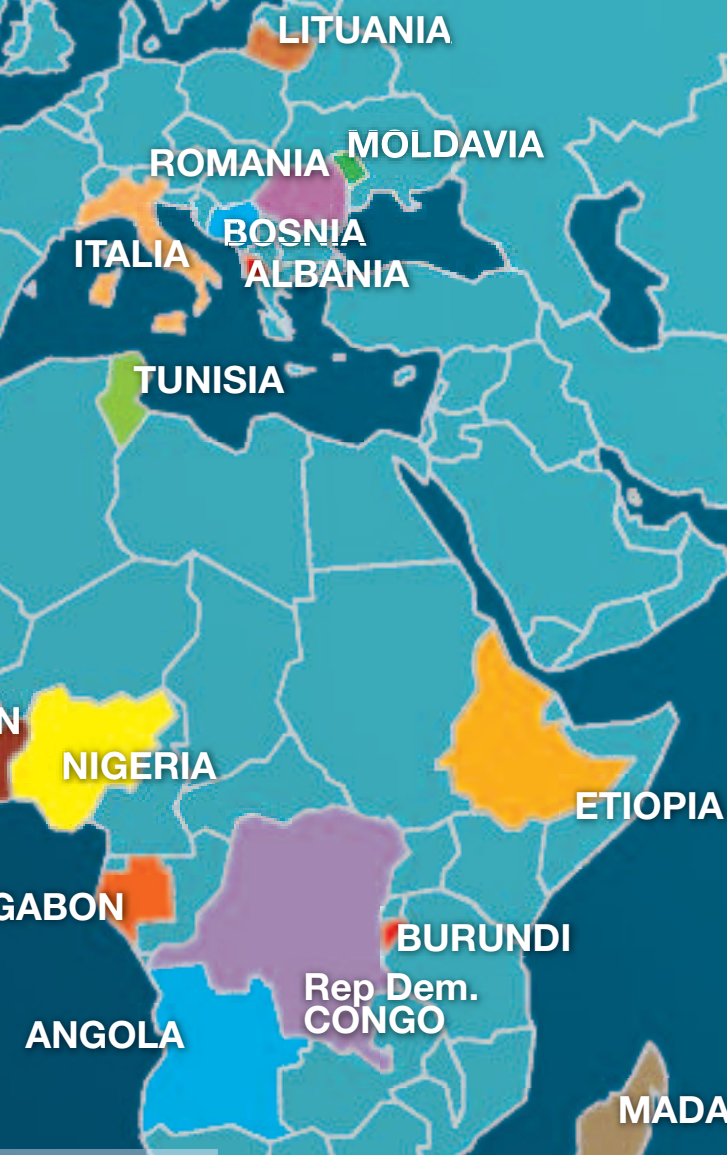 LITUANIA
MOLDAVIA
ROMANIA
BOSNIA
ITALIA
ALBANIA
TUNISIA
N
NIGERIA
ETIOPIA
GABON
BURUNDI
Rep Dem.
CONGO
ANGOLA
MADA